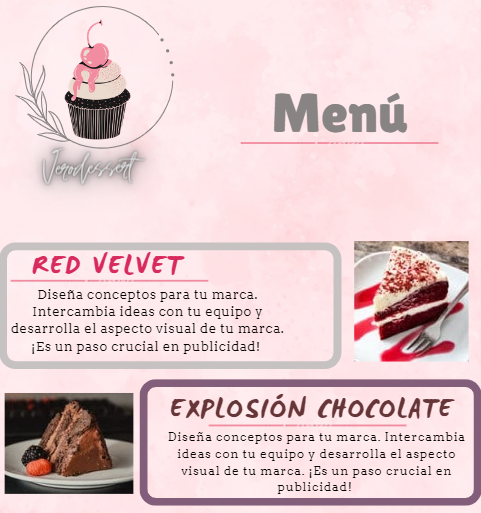 Menú
Verodessert
RED VELVET
Diseña conceptos para tu marca.
Intercambia ideas con tu equipo y
desarrolla el aspecto visual de tu marca.
¡Es un paso crucial en publicidad!
EXPLOSIÓN CHOCOLATE
Diseña conceptos para tu marca. Intercambia
ideas con tu equipo y desarrolla el aspecto
visual de tu marca. ¡Es un paso crucial en
publicidad!